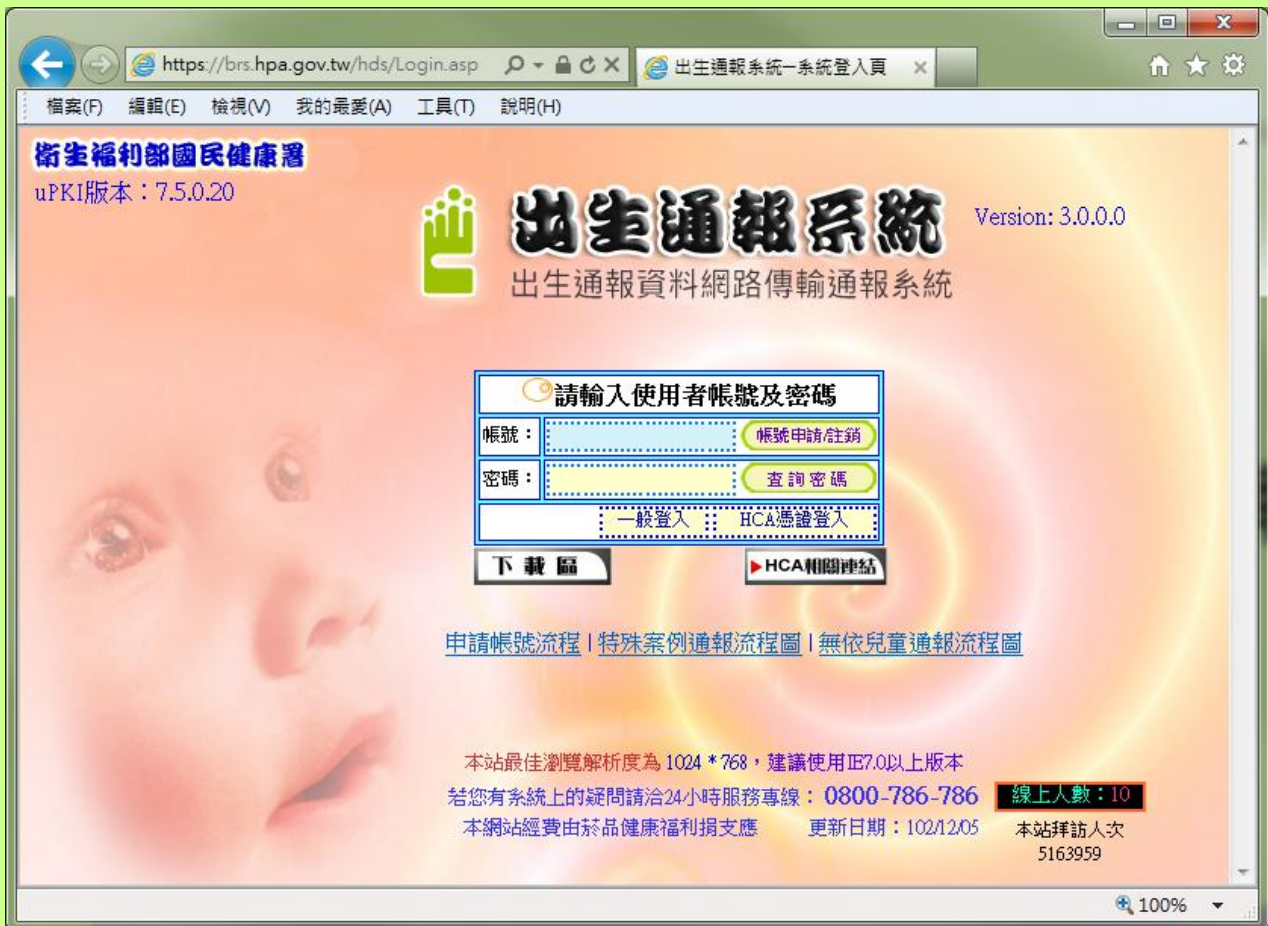 https://brs.hpa.gov.tw/hds/Login.asp
出生通報系統─系統登入頁
檔案(F) 編輯(E) 檢視(V) 我的最愛(A) 工具(T) 說明(H)
衛生福利部國民健康署
uPKI版本：7.5.0.20
出生通報系統
Version: 3.0.0.0
出生通報資料網路傳輸通報系統
請輸入使用者帳號及密碼
帳號： 帳號申請/註銷
密碼： 查詢密碼
一般登入 HCA憑證登入
下載區 HCA相關連結
申請帳號流程 | 特殊案例通報流程圖 | 無依兒童通報流程圖
本站最佳瀏覽解析度為 1024 * 768，建議使用IE7.0以上版本
若您有系統上的疑問請洽24小時服務專線：0800-786-786
線上人數：10
本網站經費由菸品健康福利捐支應 更新日期：102/12/05
本站拜訪人次
5163959
100%